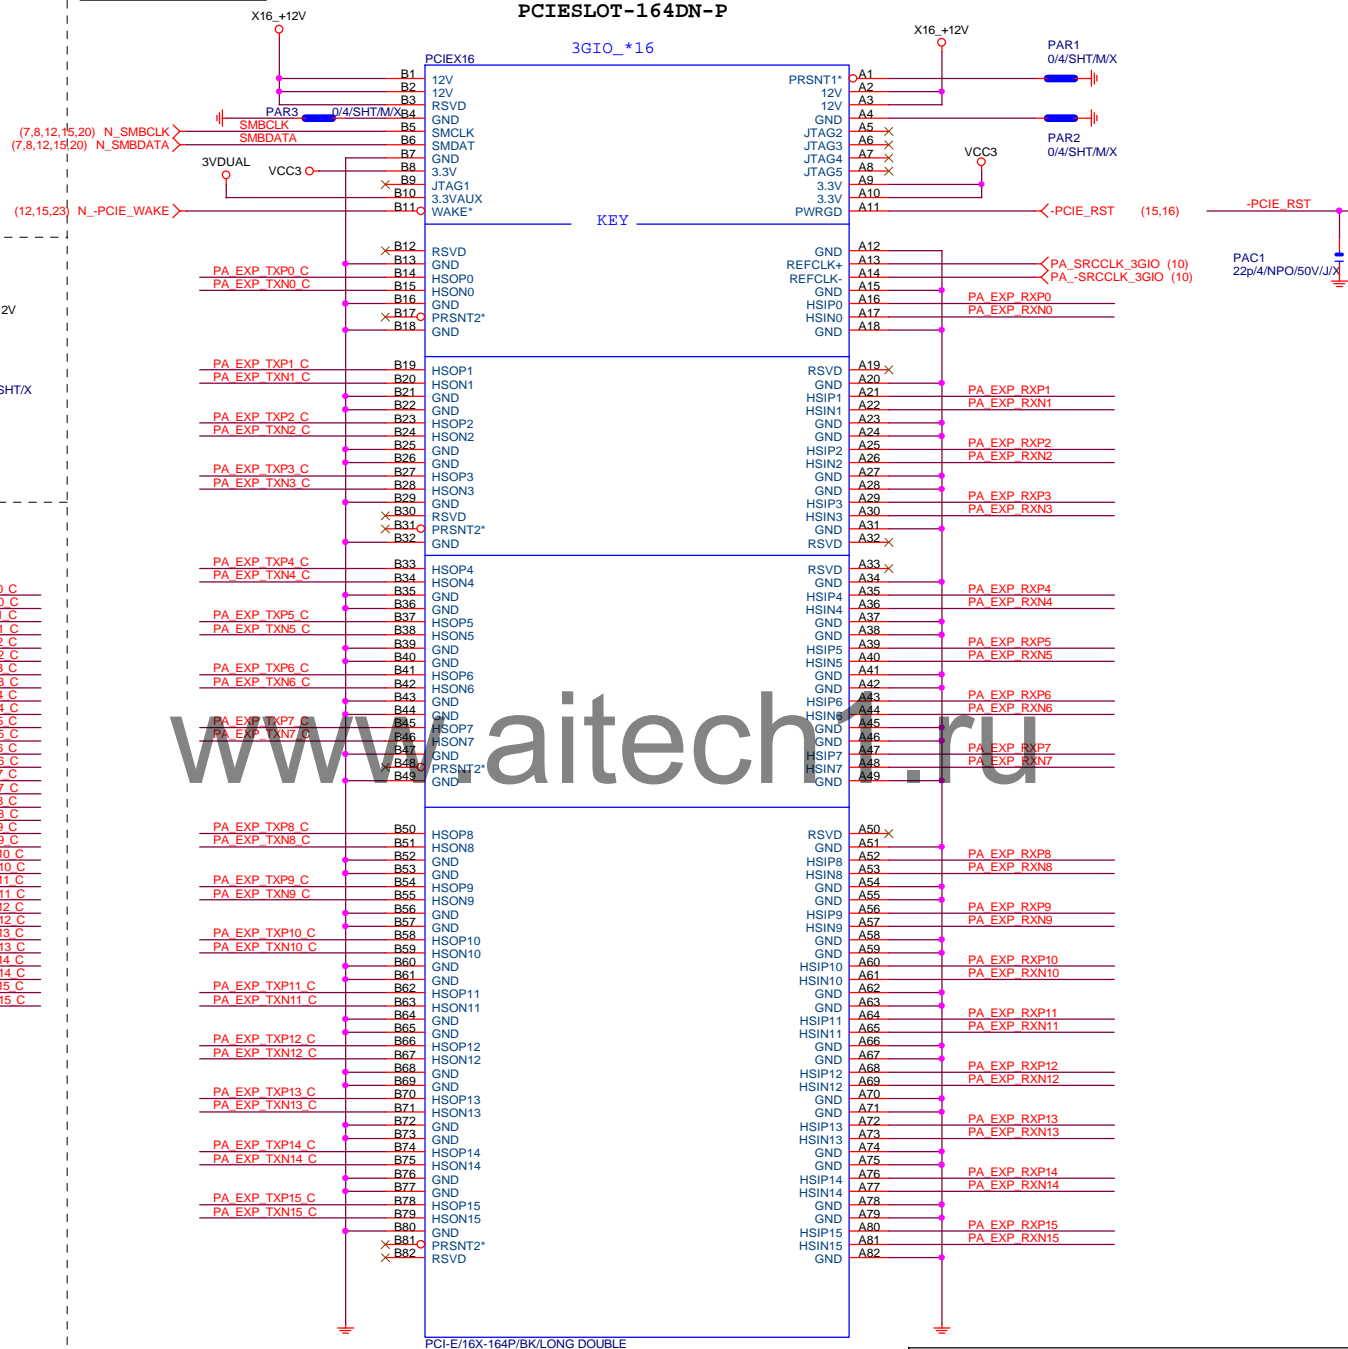 PCIESLOT-164DN-P
3GIO_*16
PCIEX16
X16_+12V
X16_+12V
PAR1
0/4/SHT/M/X
PAR2
0/4/SHT/M/X
PAR3 0/4/SHT/M/X
(7,8,12,15,20) N_SMBCLK SMBCLK
(7,8,12,15,20) N_SMBDATA SMBDATA
3VDUAL
VCC3
VCC3
(12,15,23) N_-PCIE_WAKE
-PCIE_RST (15,16)
-PCIE_RST
PAC1
22p/4/NPO/50V/J/X
PA_SRCCLK_3GIO (10)
PA_-SRCCLK_3GIO (10)
2V
SHT/X
KEY
B1 12V PRSNT1* A1
B2 12V 12V A2
B3 RSVD 12V A3
B4 GND GND A4
B5 SMCLK JTAG2 A5
B6 SMDAT JTAG3 A6
B7 GND JTAG4 A7
B8 3.3V JTAG5 A8
B9 JTAG1 3.3V A9
B10 3.3VAUX 3.3V A10
B11 WAKE* PWRGD A11
B12 RSVD GND A12
B13 GND REFCLK+ A13
PA_EXP_TXP0_C B14 HSOP0 REFCLK- A14
PA_EXP_TXN0_C B15 HSON0 GND A15
B16 GND HSIP0 A16 PA_EXP_RXP0
B17 PRSNT2* HSIN0 A17 PA_EXP_RXN0
B18 GND GND A18
PA_EXP_TXP1_C B19 HSOP1 RSVD A19
PA_EXP_TXN1_C B20 HSON1 GND A20
B21 GND HSIP1 A21 PA_EXP_RXP1
B22 GND HSIN1 A22 PA_EXP_RXN1
PA_EXP_TXP2_C B23 HSOP2 GND A23
PA_EXP_TXN2_C B24 HSON2 GND A24
B25 GND HSIP2 A25 PA_EXP_RXP2
B26 GND HSIN2 A26 PA_EXP_RXN2
PA_EXP_TXP3_C B27 HSOP3 GND A27
PA_EXP_TXN3_C B28 HSON3 GND A28
B29 GND HSIP3 A29 PA_EXP_RXP3
B30 RSVD HSIN3 A30 PA_EXP_RXN3
B31 PRSNT2* GND A31
B32 GND RSVD A32
PA_EXP_TXP4_C B33 HSOP4 RSVD A33
PA_EXP_TXN4_C B34 HSON4 GND A34
B35 GND HSIP4 A35 PA_EXP_RXP4
B36 GND HSIN4 A36 PA_EXP_RXN4
PA_EXP_TXP5_C B37 HSOP5 GND A37
PA_EXP_TXN5_C B38 HSON5 GND A38
B39 GND HSIP5 A39 PA_EXP_RXP5
B40 GND HSIN5 A40 PA_EXP_RXN5
PA_EXP_TXP6_C B41 HSOP6 GND A41
PA_EXP_TXN6_C B42 HSON6 GND A42
B43 GND HSIP6 A43 PA_EXP_RXP6
B44 GND HSIN6 A44 PA_EXP_RXN6
PA_EXP_TXP7_C B45 HSOP7 GND A45
PA_EXP_TXN7_C B46 HSON7 GND A46
B47 GND HSIP7 A47 PA_EXP_RXP7
B48 PRSNT2* HSIN7 A48 PA_EXP_RXN7
B49 GND GND A49
www.aitech1.ru
PA_EXP_TXP8_C B50 HSOP8 RSVD A50
PA_EXP_TXN8_C B51 HSON8 GND A51
B52 GND HSIP8 A52 PA_EXP_RXP8
B53 GND HSIN8 A53 PA_EXP_RXN8
PA_EXP_TXP9_C B54 HSOP9 GND A54
PA_EXP_TXN9_C B55 HSON9 GND A55
B56 GND HSIP9 A56 PA_EXP_RXP9
B57 GND HSIN9 A57 PA_EXP_RXN9
PA_EXP_TXP10_C B58 HSOP10 GND A58
PA_EXP_TXN10_C B59 HSON10 GND A59
B60 GND HSIP10 A60 PA_EXP_RXP10
B61 GND HSIN10 A61 PA_EXP_RXN10
PA_EXP_TXP11_C B62 HSOP11 GND A62
PA_EXP_TXN11_C B63 HSON11 GND A63
B64 GND HSIP11 A64 PA_EXP_RXP11
B65 GND HSIN11 A65 PA_EXP_RXN11
PA_EXP_TXP12_C B66 HSOP12 GND A66
PA_EXP_TXN12_C B67 HSON12 GND A67
B68 GND HSIP12 A68 PA_EXP_RXP12
B69 GND HSIN12 A69 PA_EXP_RXN12
PA_EXP_TXP13_C B70 HSOP13 GND A70
PA_EXP_TXN13_C B71 HSON13 GND A71
B72 GND HSIP13 A72 PA_EXP_RXP13
B73 GND HSIN13 A73 PA_EXP_RXN13
PA_EXP_TXP14_C B74 HSOP14 GND A74
PA_EXP_TXN14_C B75 HSON14 GND A75
B76 GND HSIP14 A76 PA_EXP_RXP14
B77 GND HSIN14 A77 PA_EXP_RXN14
PA_EXP_TXP15_C B78 HSOP15 GND A78
PA_EXP_TXN15_C B79 HSON15 GND A79
B80 GND HSIP15 A80 PA_EXP_RXP15
B81 PRSNT2* HSIN15 A81 PA_EXP_RXN15
B82 RSVD GND A82
PCI-E/16X-164P/BK/LONG DOUBLE